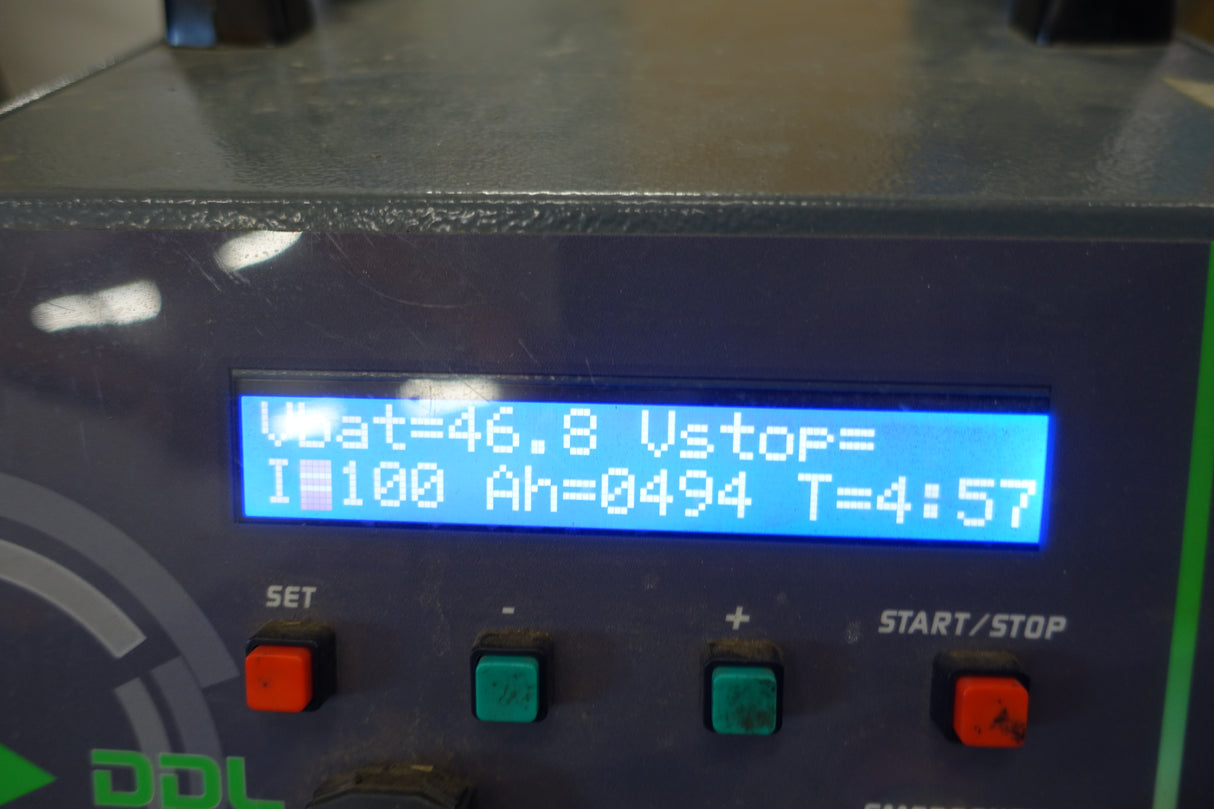 Vbat=46.8 Vstop=
I=100 Ah=0494 T=4:57
SET - + START/STOP
DDL